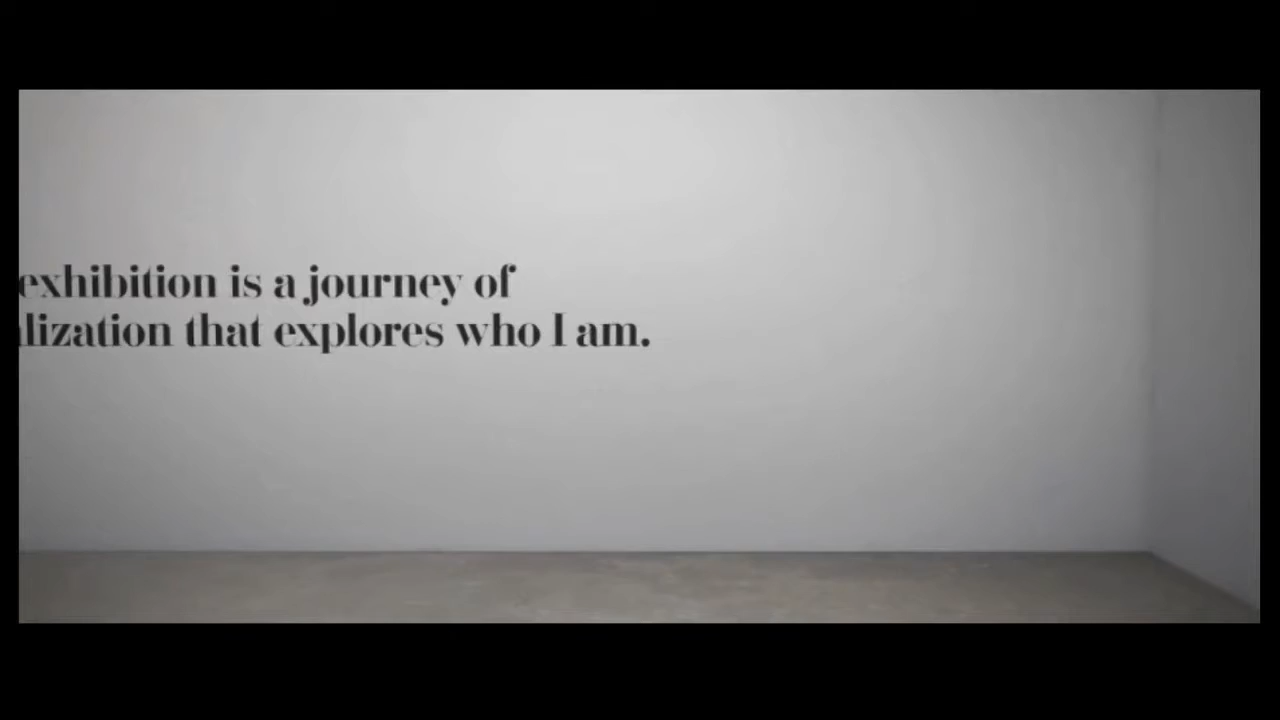 exhibition is a journey of
lization that explores who I am.